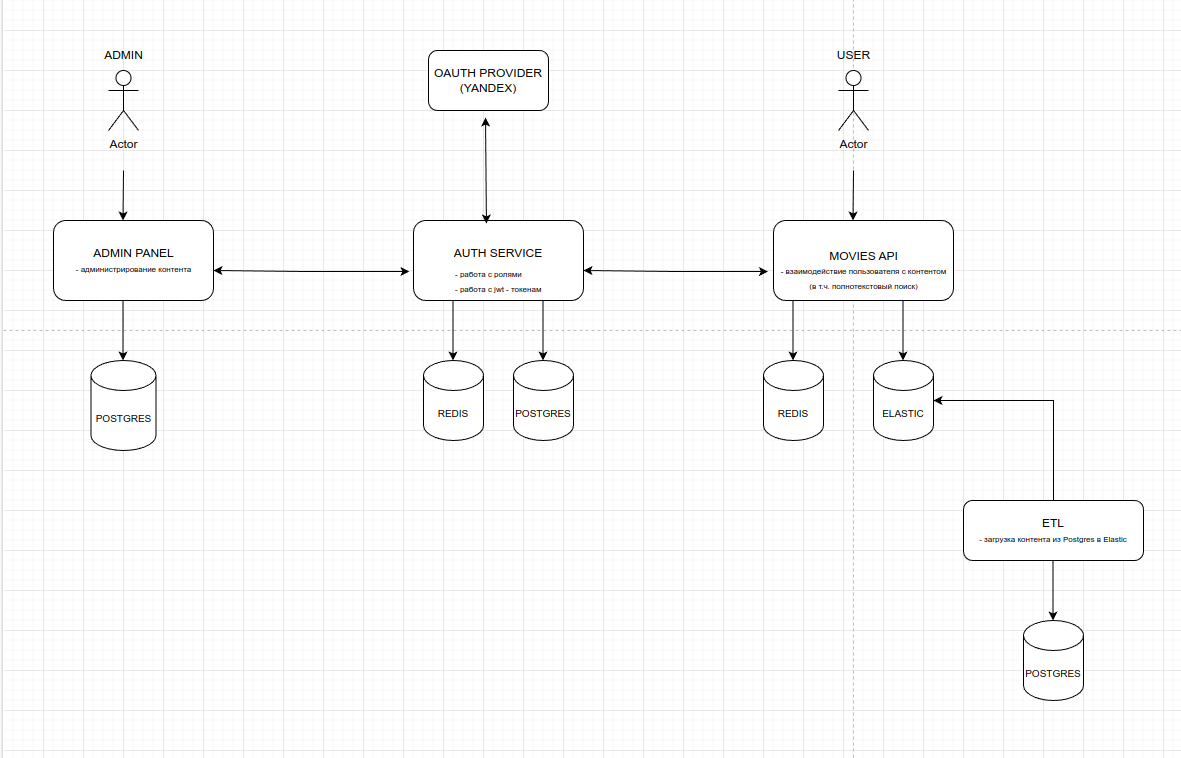 ADMIN
Actor
OAUTH PROVIDER
(YANDEX)
USER
Actor
ADMIN PANEL
- администрирование контента
AUTH SERVICE
- работа с ролями
- работа с jwt - токенам
MOVIES API
- взаимодействие пользователя с контентом
(в т.ч. полнотекстовый поиск)
POSTGRES
REDIS
POSTGRES
REDIS
ELASTIC
ETL
- загрузка контента из Postgres в Elastic
POSTGRES